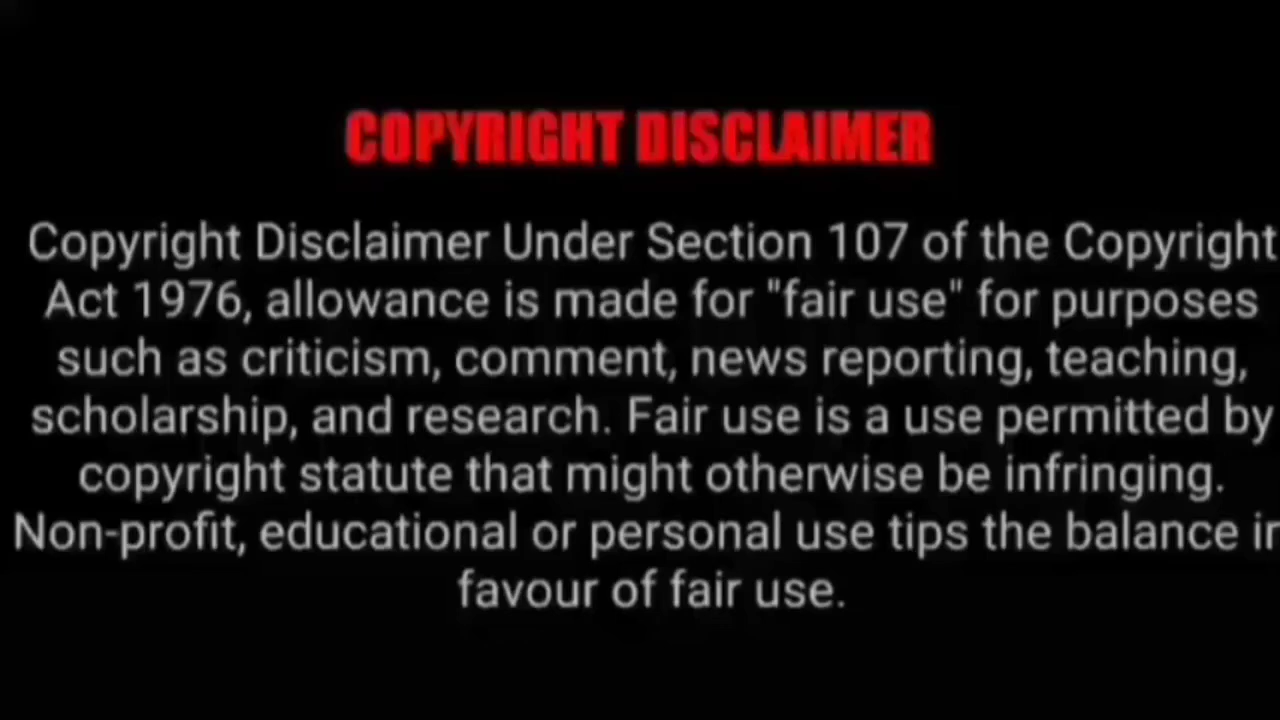 COPYRIGHT DISCLAIMER
Copyright Disclaimer Under Section 107 of the Copyright
Act 1976, allowance is made for "fair use" for purposes
such as criticism, comment, news reporting, teaching,
scholarship, and research. Fair use is a use permitted by
copyright statute that might otherwise be infringing.
Non-profit, educational or personal use tips the balance in
favour of fair use.